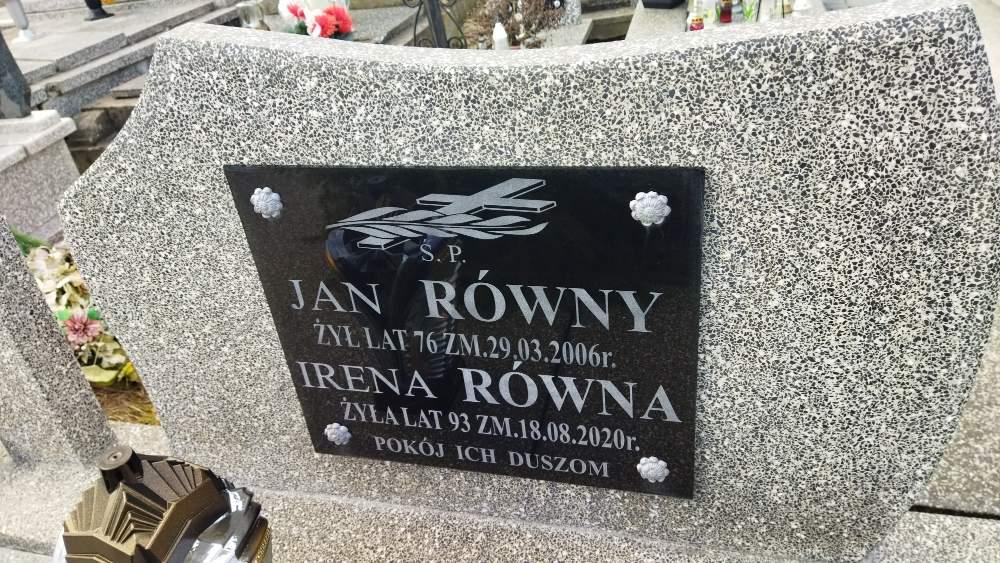 Ś. P.
JAN RÓWNY
ŻYŁ LAT 76 ZM.29.03.2006r.
IRENA RÓWNA
ŻYŁA LAT 93 ZM.18.08.2020r.
POKÓJ ICH DUSZOM